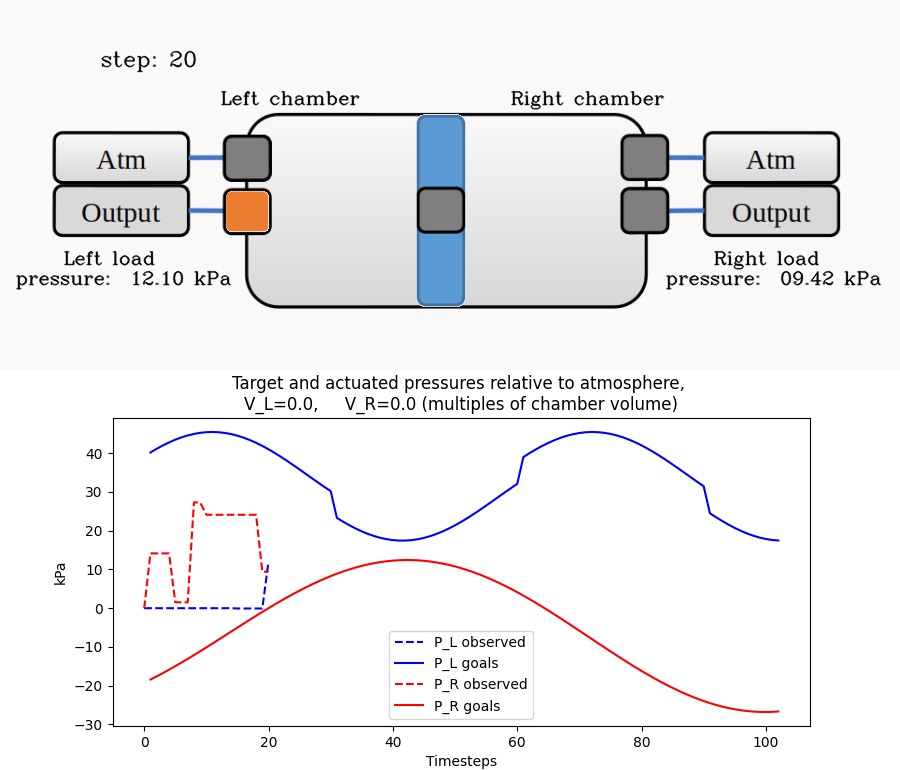 step: 20
Left chamber
Right chamber
Atm
Atm
Output
Output
Left load
pressure: 12.10 kPa
Right load
pressure: 09.42 kPa
Target and actuated pressures relative to atmosphere,
V_L=0.0, V_R=0.0 (multiples of chamber volume)
kPa
40
30
20
10
0
−10
−20
−30
P_L observed
P_L goals
P_R observed
P_R goals
0 20 40 60 80 100
Timesteps